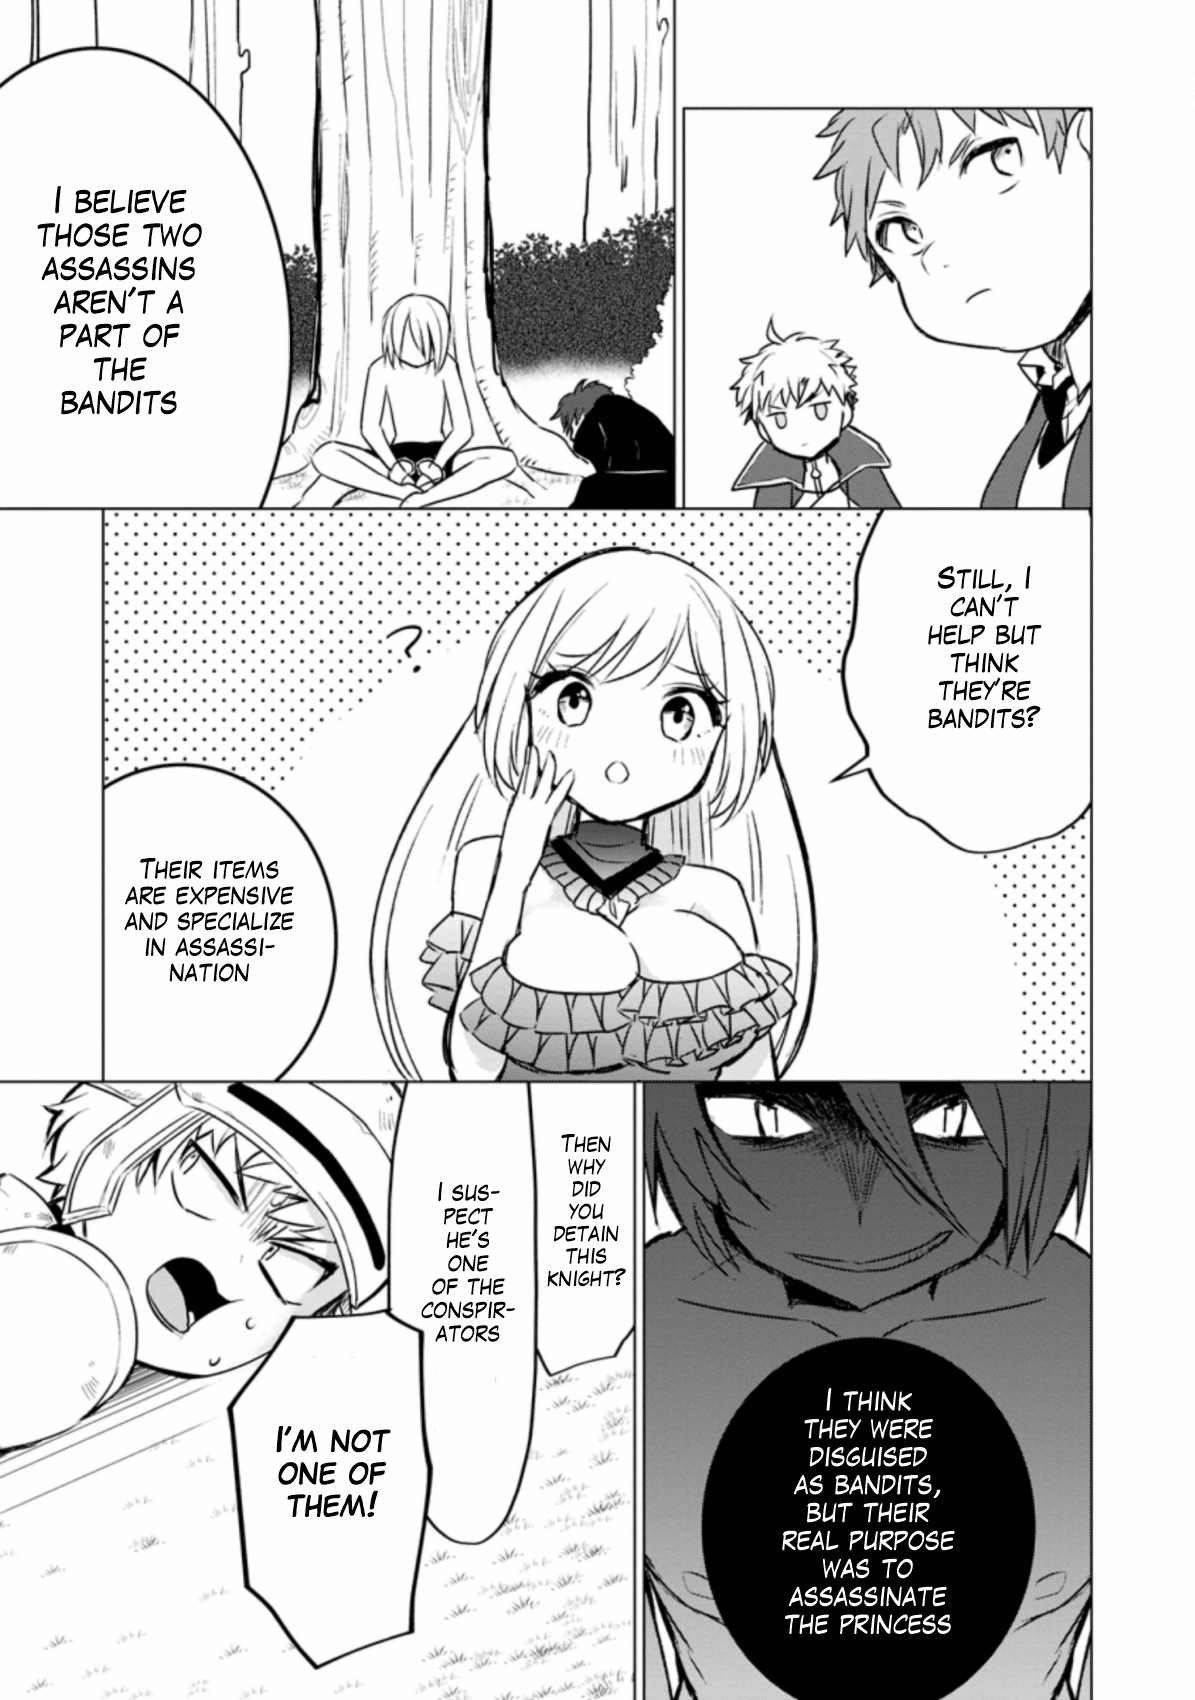 I BELIEVE
THOSE TWO
ASSASSINS
AREN'T A
PART OF
THE
BANDITS
STILL, I
CAN'T
HELP BUT
THINK
THEY'RE
BANDITS?
?
THEIR ITEMS
ARE EXPENSIVE
AND SPECIALIZE
IN ASSASSI-
NATION
I THINK
THEY WERE
DISGUISED
AS BANDITS,
BUT THEIR
REAL PURPOSE
WAS TO
ASSASSINATE
THE PRINCESS
THEN
WHY
DID
YOU
DETAIN
THIS
KNIGHT?
I SUS-
PECT
HE'S
ONE
OF THE
CONSPIR-
ATORS
I'M NOT
ONE OF
THEM!